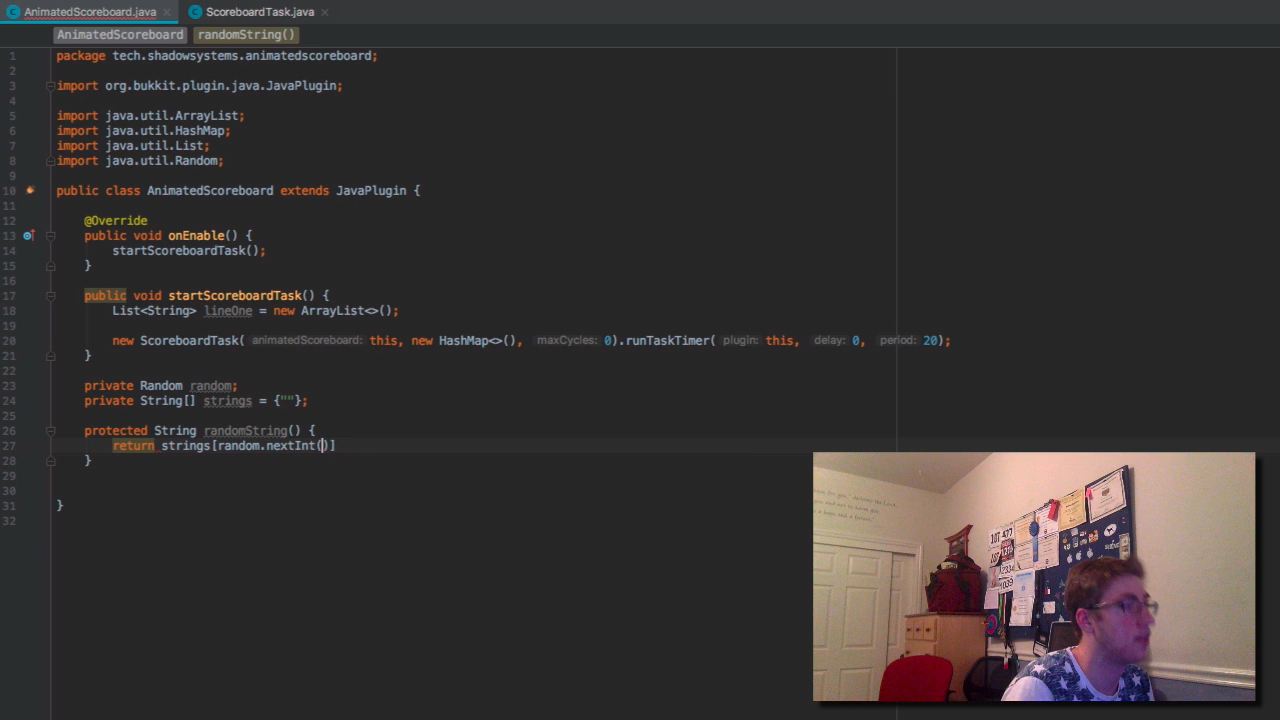 AnimatedScoreboard.java ScoreboardTask.java
AnimatedScoreboard randomString()
1 package tech.shadowsystems.animatedscoreboard;
2
3 import org.bukkit.plugin.java.JavaPlugin;
4
5 import java.util.ArrayList;
6 import java.util.HashMap;
7 import java.util.List;
8 import java.util.Random;
9
10 public class AnimatedScoreboard extends JavaPlugin {
11
12 @Override
13 public void onEnable() {
14 startScoreboardTask();
15 }
16
17 public void startScoreboardTask() {
18 List<String> lineOne = new ArrayList<>();
19
20 new ScoreboardTask( animatedScoreboard: this, new HashMap<>(), maxCycles: 0).runTaskTimer( plugin: this, delay: 0, period: 20);
21 }
22
23 private Random random;
24 private String[] strings = {""};
25
26 protected String randomString() {
27 return strings[random.nextInt()]
28 }
29
30
31 }
32